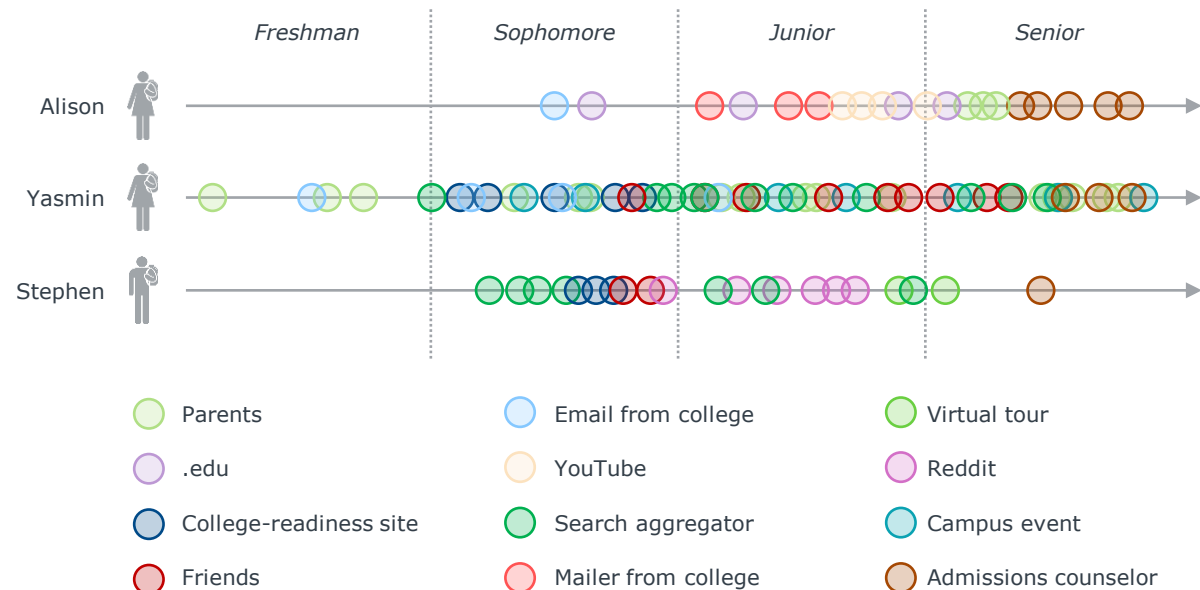 Freshman
Sophomore
Junior
Senior
Alison
Yasmin
Stephen
Parents
Email from college
Virtual tour
.edu
YouTube
Reddit
College-readiness site
Search aggregator
Campus event
Friends
Mailer from college
Admissions counselor